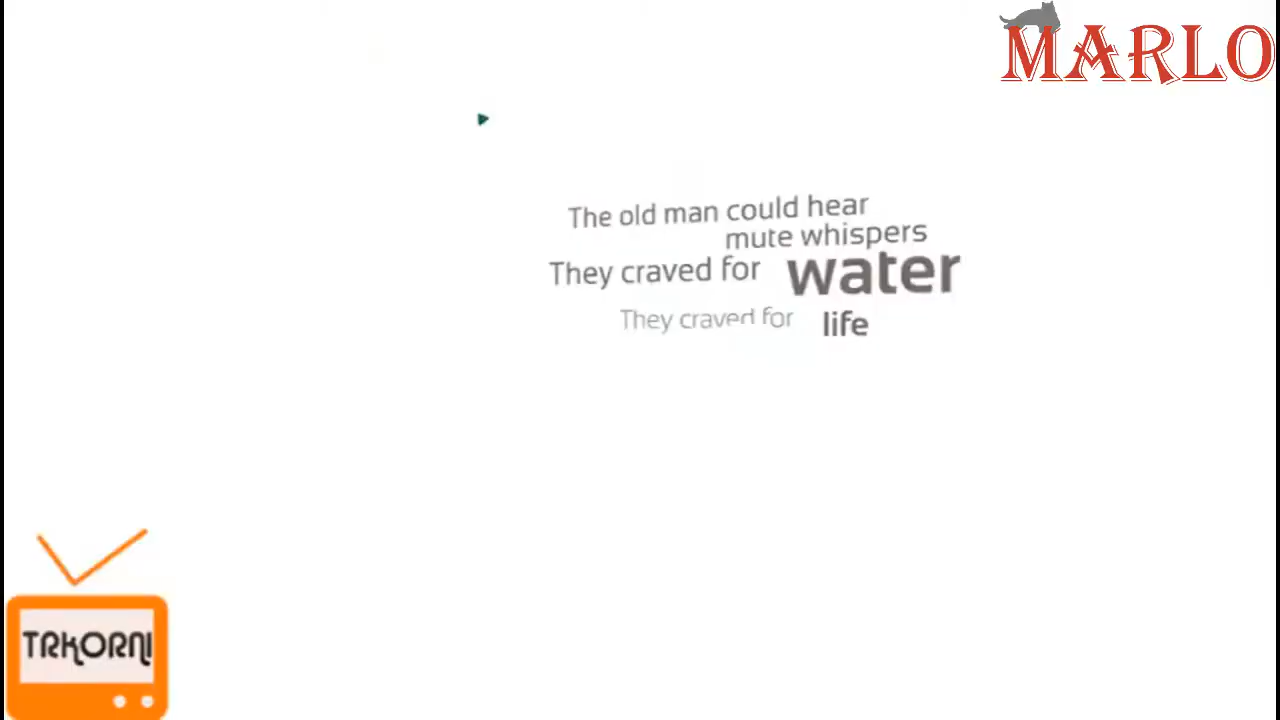 MARLO
The old man could hear
mute whispers
They craved for water
They craved for life
TRKORNI